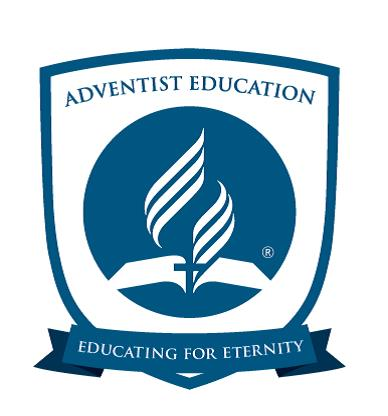 ADVENTIST EDUCATION
®
EDUCATING FOR ETERNITY